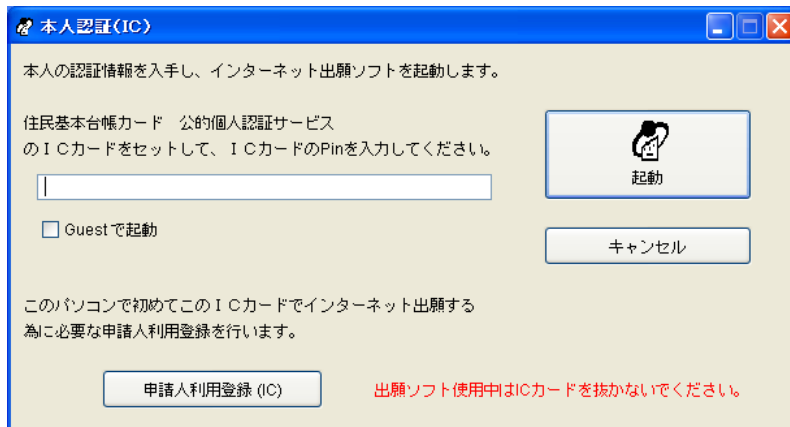 本人認証(IC)
本人の認証情報を入手し、インターネット出願ソフトを起動します。
住民基本台帳カード　公的個人認証サービス
のＩＣカードをセットして、ＩＣカードのPinを入力してください。
起動
Guestで起動
キャンセル
このパソコンで初めてこのＩＣカードでインターネット出願する
為に必要な申請人利用登録を行います。
申請人利用登録(IC)
出願ソフト使用中はICカードを抜かないでください。